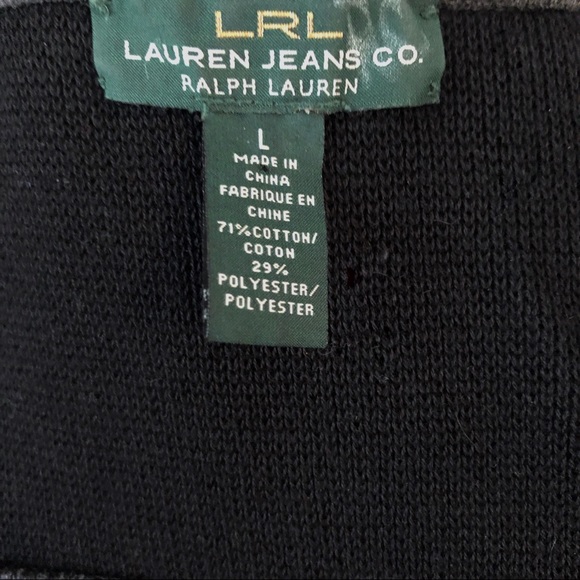 LRL
LAUREN JEANS CO.
RALPH LAUREN
L
MADE IN
CHINA
FABRIQUE EN
CHINE
71%COTTON/
COTON
29%
POLYESTER/
POLYESTER